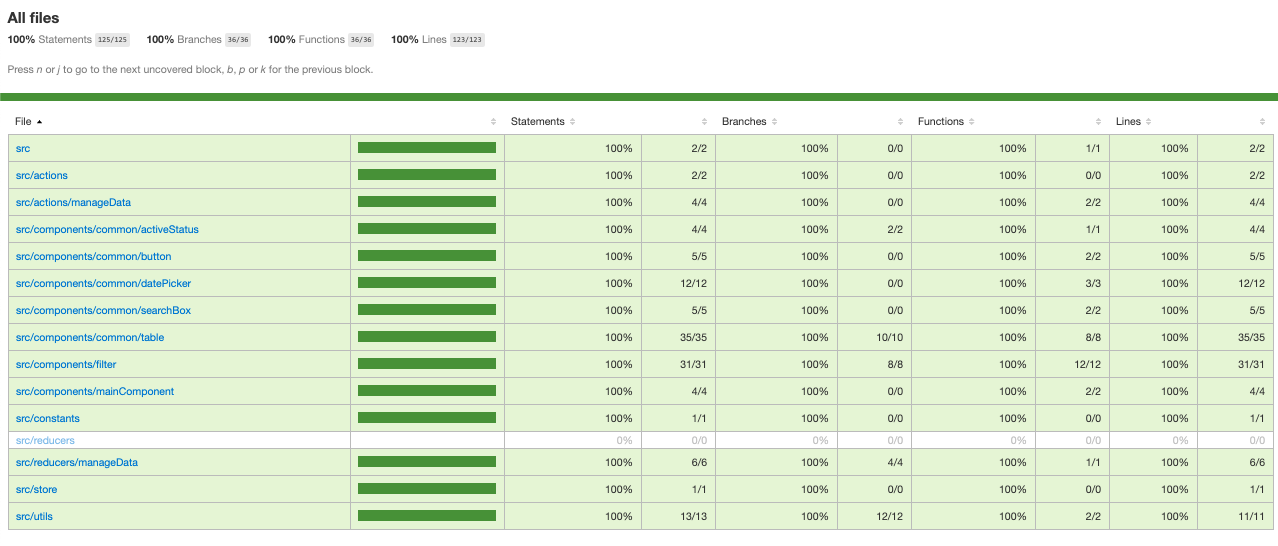 All files
100% Statements 125/125 100% Branches 36/36 100% Functions 36/36 100% Lines 123/123
Press n or j to go to the next uncovered block, b, p or k for the previous block.
File Statements Branches Functions Lines
src 100% 2/2 100% 0/0 100% 1/1 100% 2/2
src/actions 100% 2/2 100% 0/0 100% 0/0 100% 2/2
src/actions/manageData 100% 4/4 100% 0/0 100% 2/2 100% 4/4
src/components/common/activeStatus 100% 4/4 100% 2/2 100% 1/1 100% 4/4
src/components/common/button 100% 5/5 100% 0/0 100% 2/2 100% 5/5
src/components/common/datePicker 100% 12/12 100% 0/0 100% 3/3 100% 12/12
src/components/common/searchBox 100% 5/5 100% 0/0 100% 2/2 100% 5/5
src/components/common/table 100% 35/35 100% 10/10 100% 8/8 100% 35/35
src/components/filter 100% 31/31 100% 8/8 100% 12/12 100% 31/31
src/components/mainComponent 100% 4/4 100% 0/0 100% 2/2 100% 4/4
src/constants 100% 1/1 100% 0/0 100% 0/0 100% 1/1
src/reducers 0% 0/0 0% 0/0 0% 0/0 0% 0/0
src/reducers/manageData 100% 6/6 100% 4/4 100% 1/1 100% 6/6
src/store 100% 1/1 100% 0/0 100% 0/0 100% 1/1
src/utils 100% 13/13 100% 12/12 100% 2/2 100% 11/11